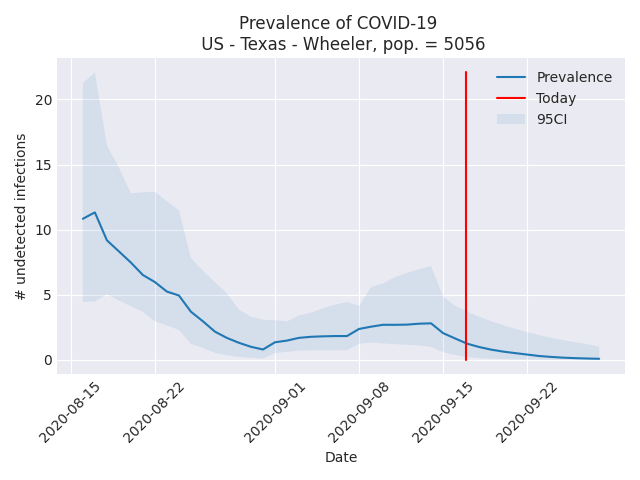 Prevalence of COVID-19
US - Texas - Wheeler, pop. = 5056
Prevalence
Today
95CI
# undetected infections
20
15
10
5
0
2020-08-15
2020-08-22
2020-09-01
2020-09-08
2020-09-15
2020-09-22
Date